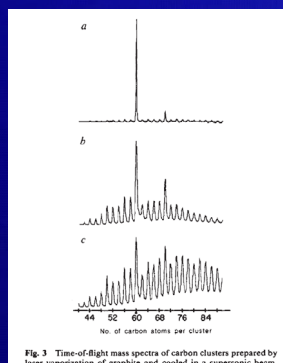 a
b
c
44 52 60 68 76 84
No. of carbon atoms per cluster
Fig. 3 Time-of-flight mass spectra of carbon clusters prepared by
laser vaporization of graphite and cooled in a supersonic beam.